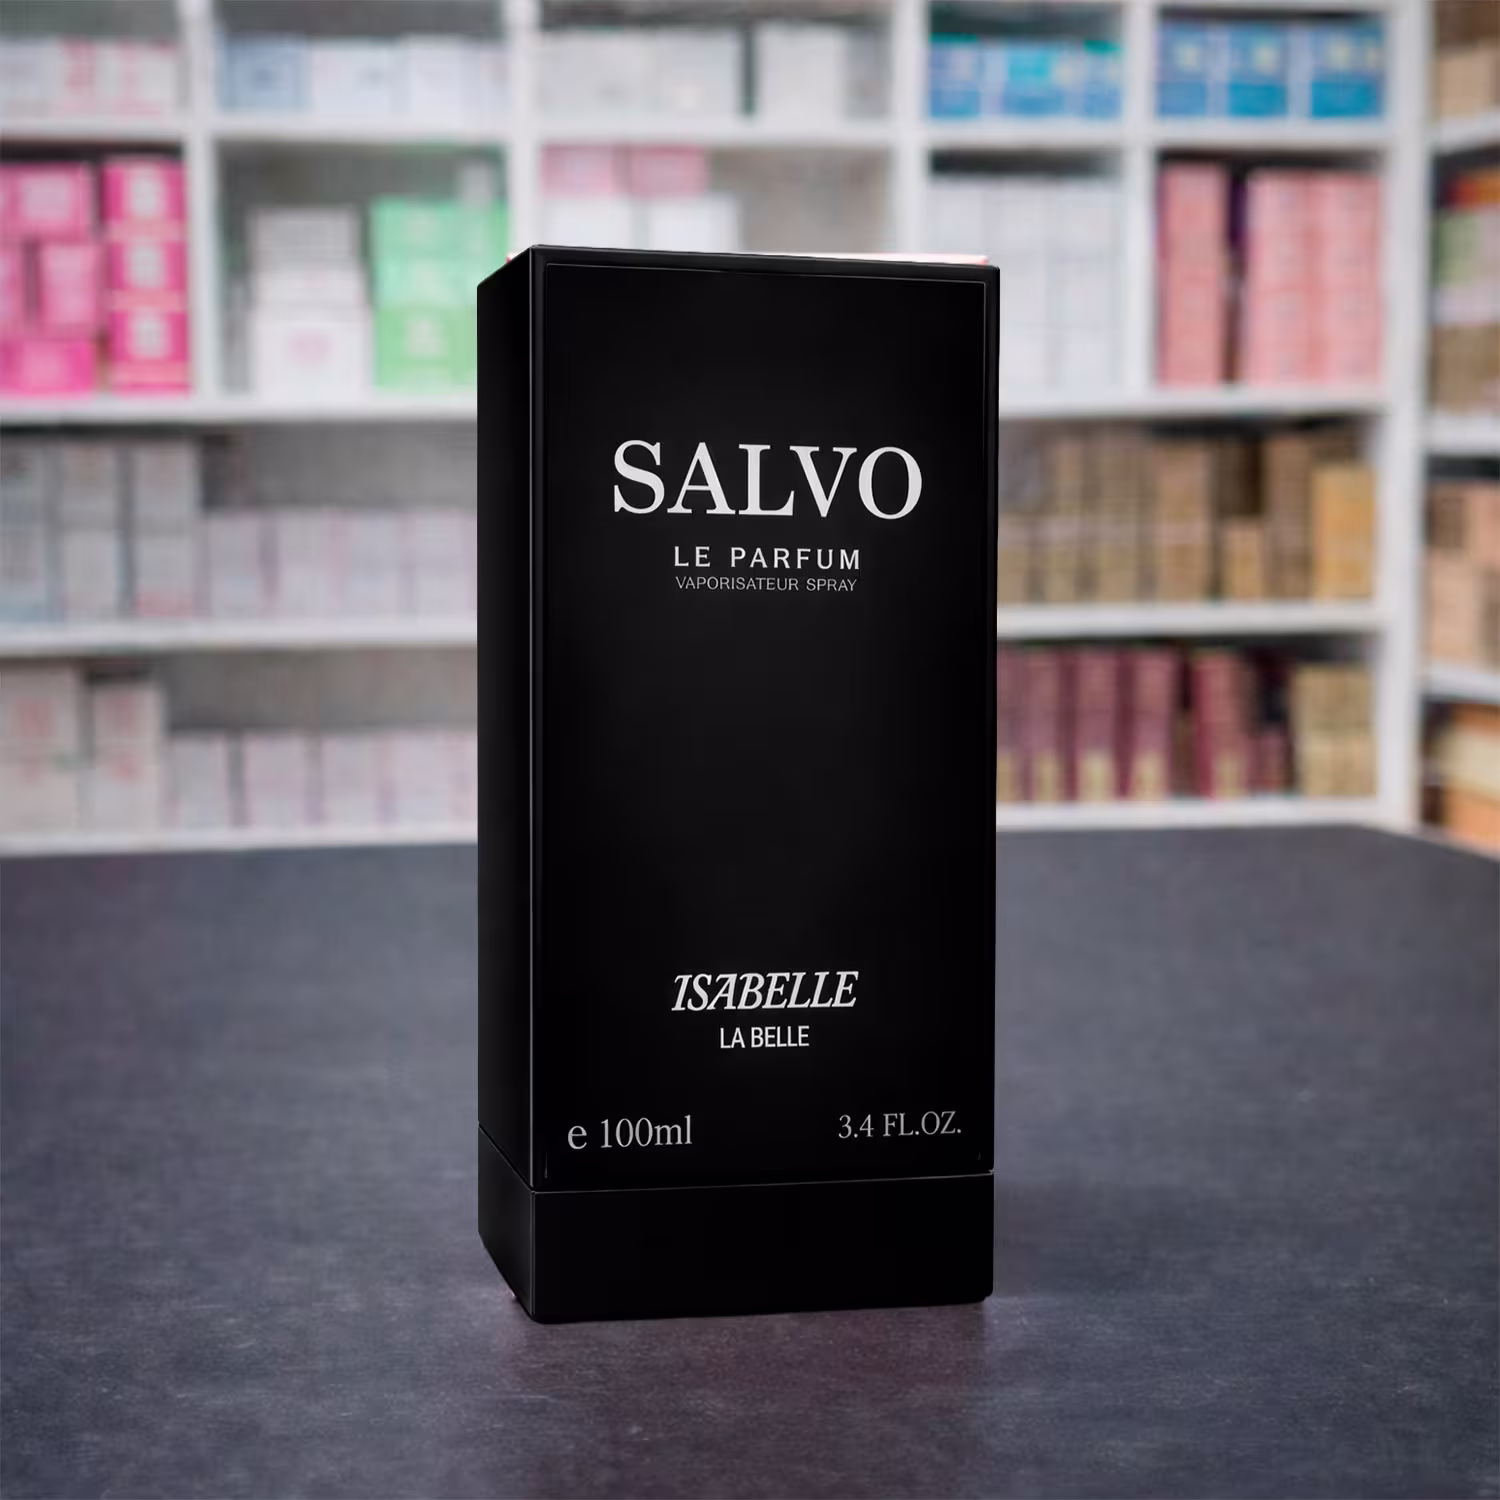 SALVO
LE PARFUM
VAPORISATEUR SPRAY
ISABELLE
LA BELLE
e 100ml 3.4 FL.OZ.